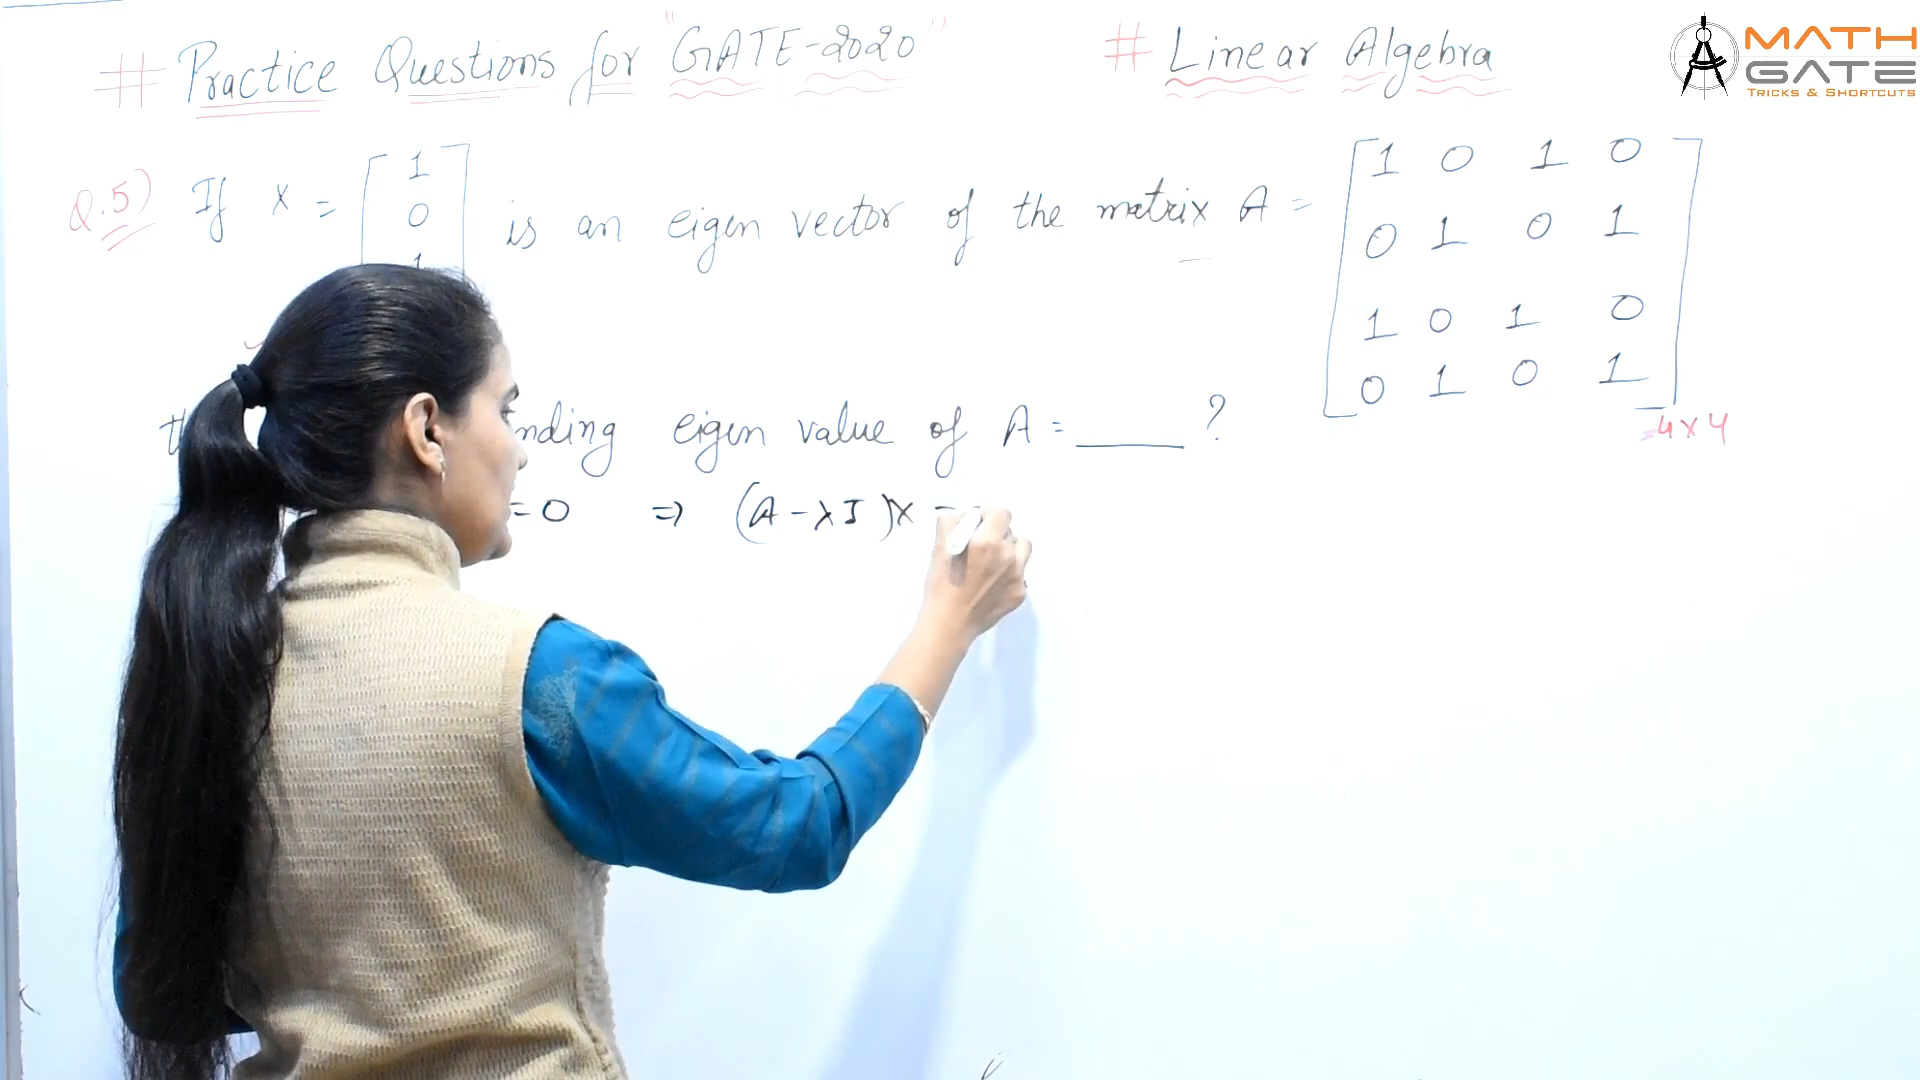 # Practice Questions for "GATE-2020" # Linear Algebra
MATH GATE
TRICKS & SHORTCUTS
Q.5) If X = [1 0 1 is an eigen vector of the matrix A =
1 0 1 0
0 1 0 1
1 0 1 0
0 1 0 1
4×4
nding eigen value of A = ____ ?
=0 ⇒ (A - λI)X =